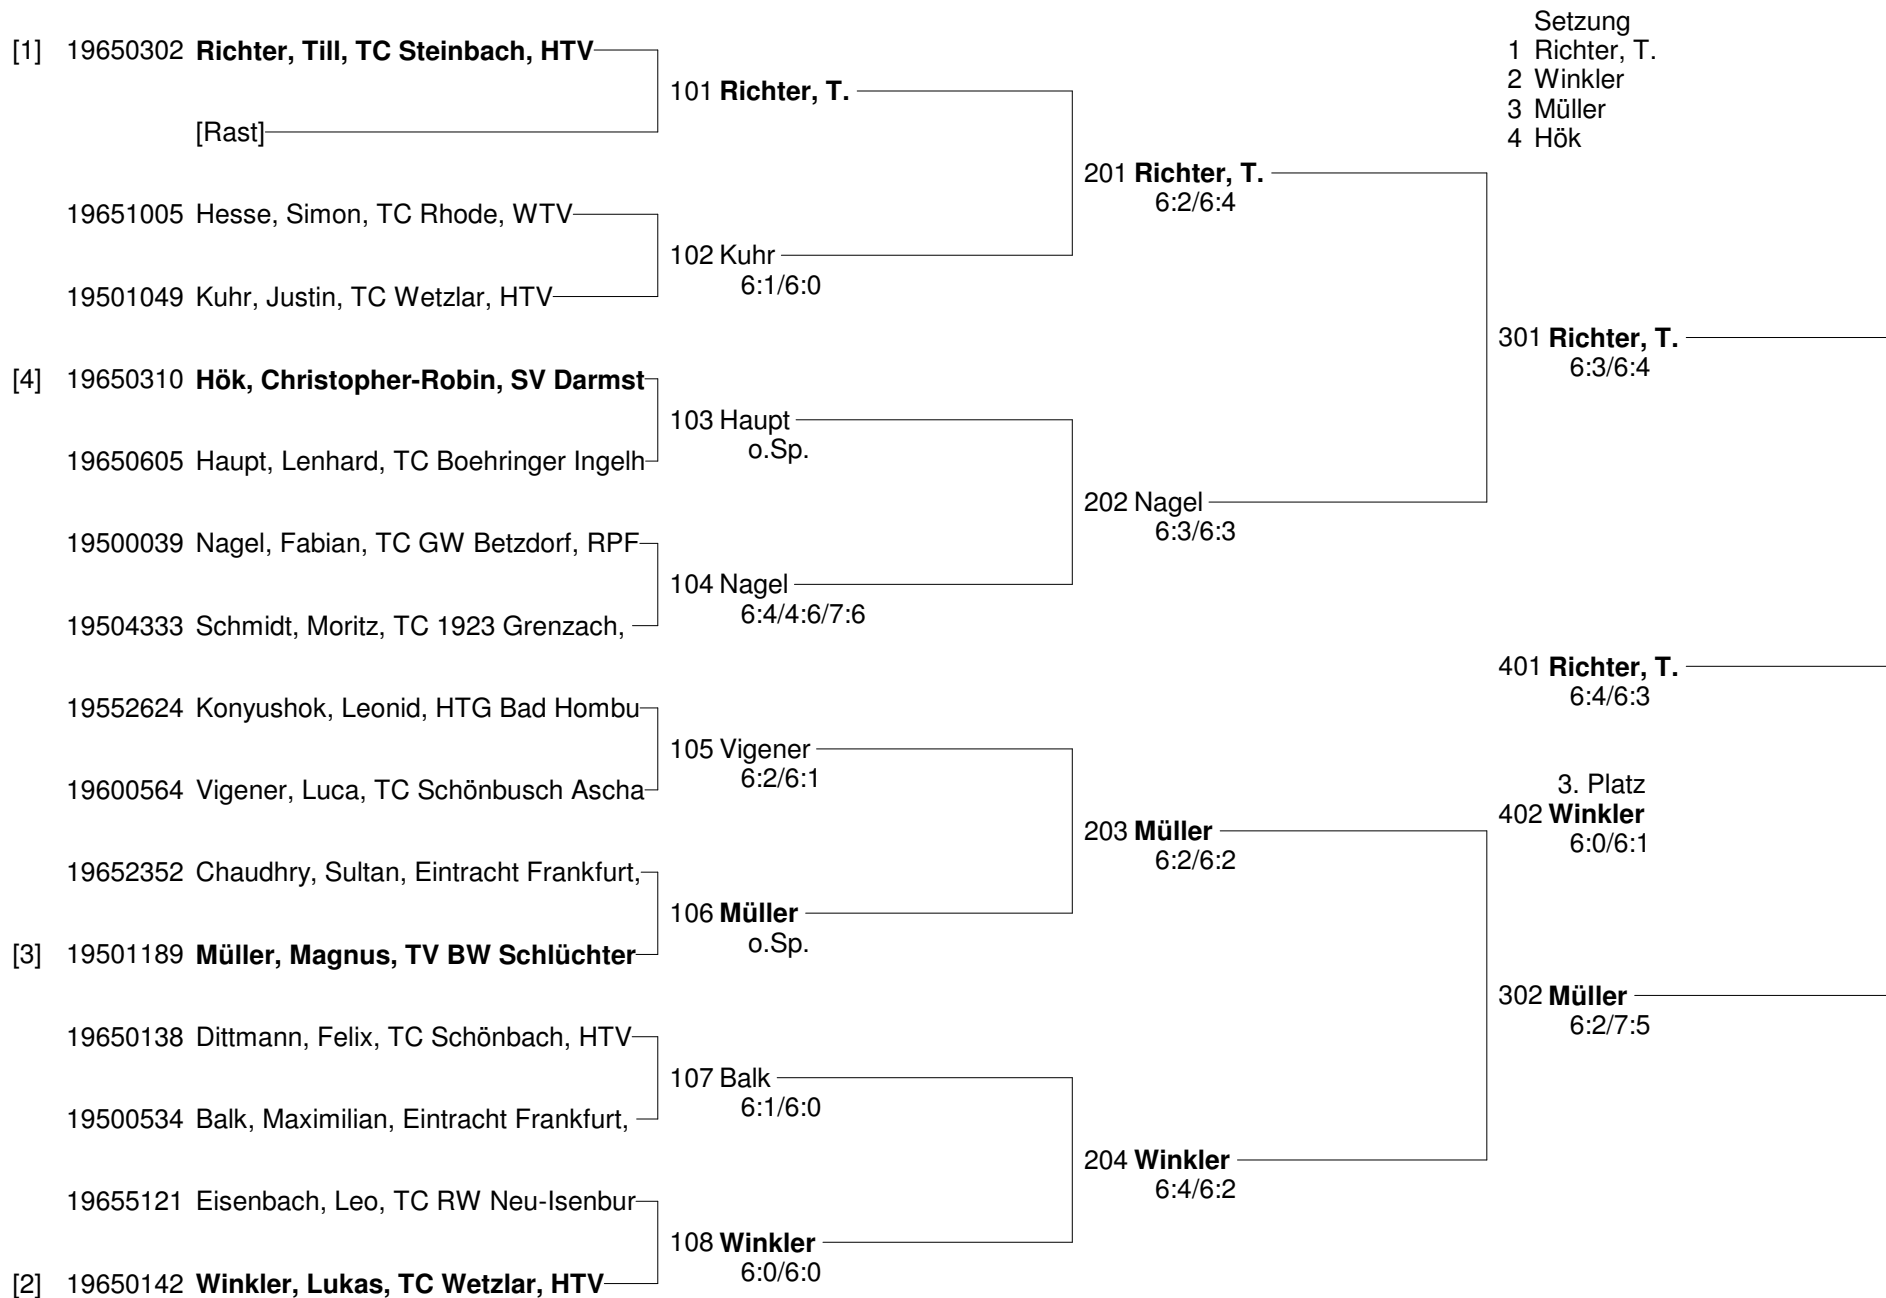 [1] 19650302 Richter, Till, TC Steinbach, HTV
[Rast]
19651005 Hesse, Simon, TC Rhode, WTV
19501049 Kuhr, Justin, TC Wetzlar, HTV
[4] 19650310 Hök, Christopher-Robin, SV Darmst
19650605 Haupt, Lenhard, TC Boehringer Ingelh
19500039 Nagel, Fabian, TC GW Betzdorf, RPF
19504333 Schmidt, Moritz, TC 1923 Grenzach,
19552624 Konyushok, Leonid, HTG Bad Hombu
19600564 Vigener, Luca, TC Schönbusch Ascha
19652352 Chaudhry, Sultan, Eintracht Frankfurt,
[3] 19501189 Müller, Magnus, TV BW Schlüchter
19650138 Dittmann, Felix, TC Schönbach, HTV
19500534 Balk, Maximilian, Eintracht Frankfurt,
19655121 Eisenbach, Leo, TC RW Neu-Isenbur
[2] 19650142 Winkler, Lukas, TC Wetzlar, HTV
101 Richter, T.
102 Kuhr
6:1/6:0
103 Haupt
o.Sp.
104 Nagel
6:4/4:6/7:6
105 Vigener
6:2/6:1
106 Müller
o.Sp.
107 Balk
6:1/6:0
108 Winkler
6:0/6:0
201 Richter, T.
6:2/6:4
202 Nagel
6:3/6:3
203 Müller
6:2/6:2
204 Winkler
6:4/6:2
Setzung
1 Richter, T.
2 Winkler
3 Müller
4 Hök
301 Richter, T.
6:3/6:4
401 Richter, T.
6:4/6:3
3. Platz
402 Winkler
6:0/6:1
302 Müller
6:2/7:5